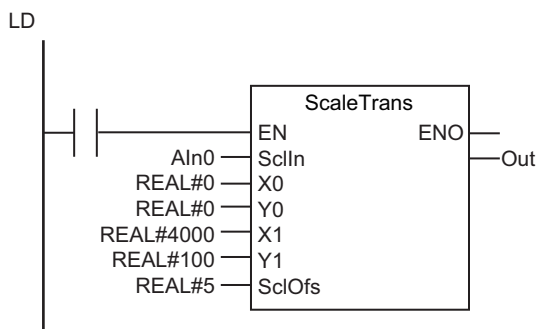 LD
ScaleTrans
EN ENO
AIn0 SclIn Out
REAL#0 X0
REAL#0 Y0
REAL#4000 X1
REAL#100 Y1
REAL#5 SclOfs